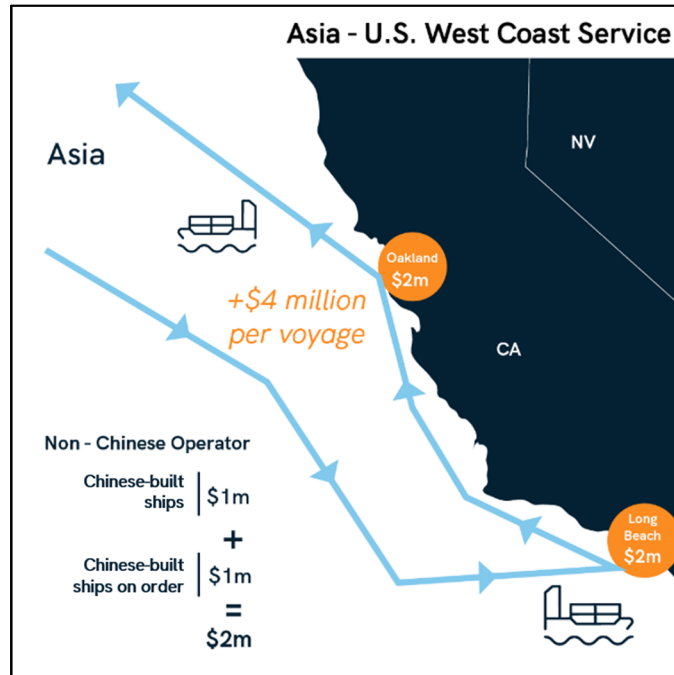 Asia - U.S. West Coast Service
NV
Asia
Oakland
$2m
+$4 million
per voyage
CA
Non - Chinese Operator
Chinese-built
ships
$1m
+
Chinese-built
ships on order
$1m
=
$2m
Long
Beach
$2m